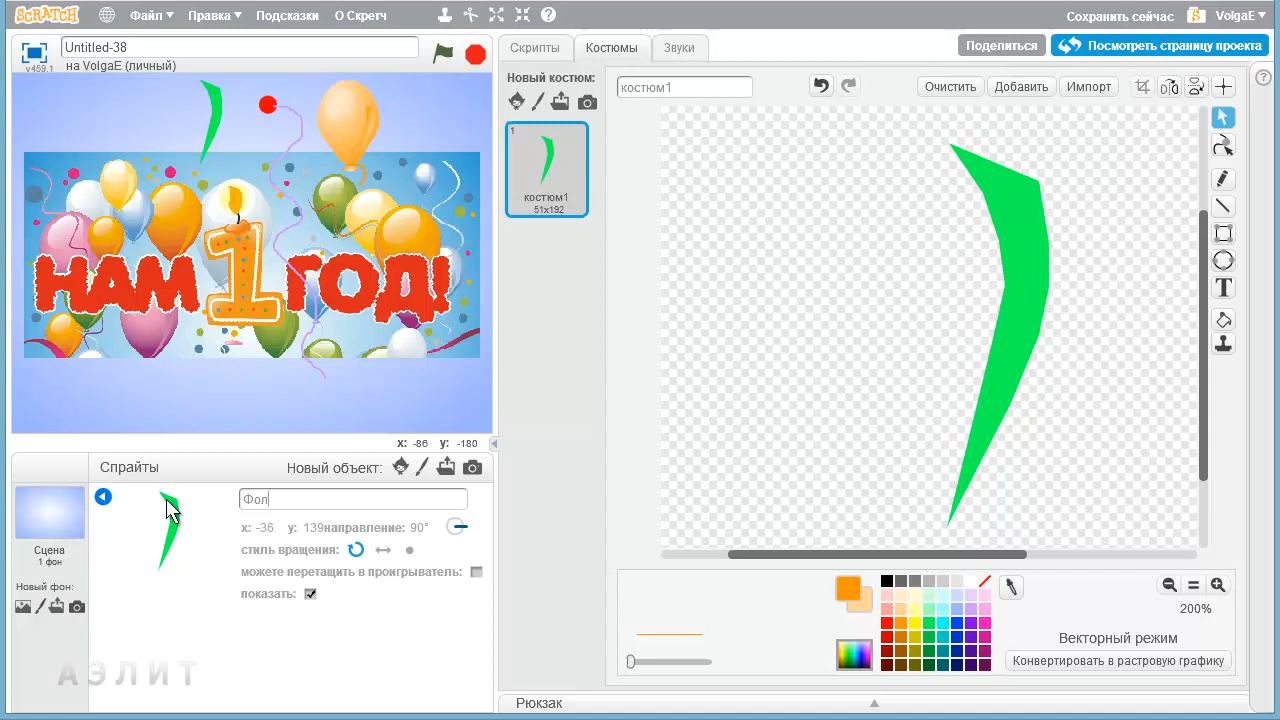 SCRATCH
Файл
Правка
Подсказки
О Скретч
Сохранить сейчас
VolgaE
Untitled-38
на VolgaE (личный)
v459.1
Скрипты
Костюмы
Звуки
Поделиться
Посмотреть страницу проекта
Новый костюм:
костюм1
Очистить
Добавить
Импорт
1
костюм1
51x192
НАМ 1 ГОД!
T
x: -86 y: -180
Спрайты
Новый объект:
Фол
x: -36 y: 139 направление: 90°
стиль вращения:
можете перетащить в проигрыватель:
показать:
Сцена
1 фон
Новый фон:
АЭЛИТ
200%
Векторный режим
Конвертировать в растровую графику
Рюкзак